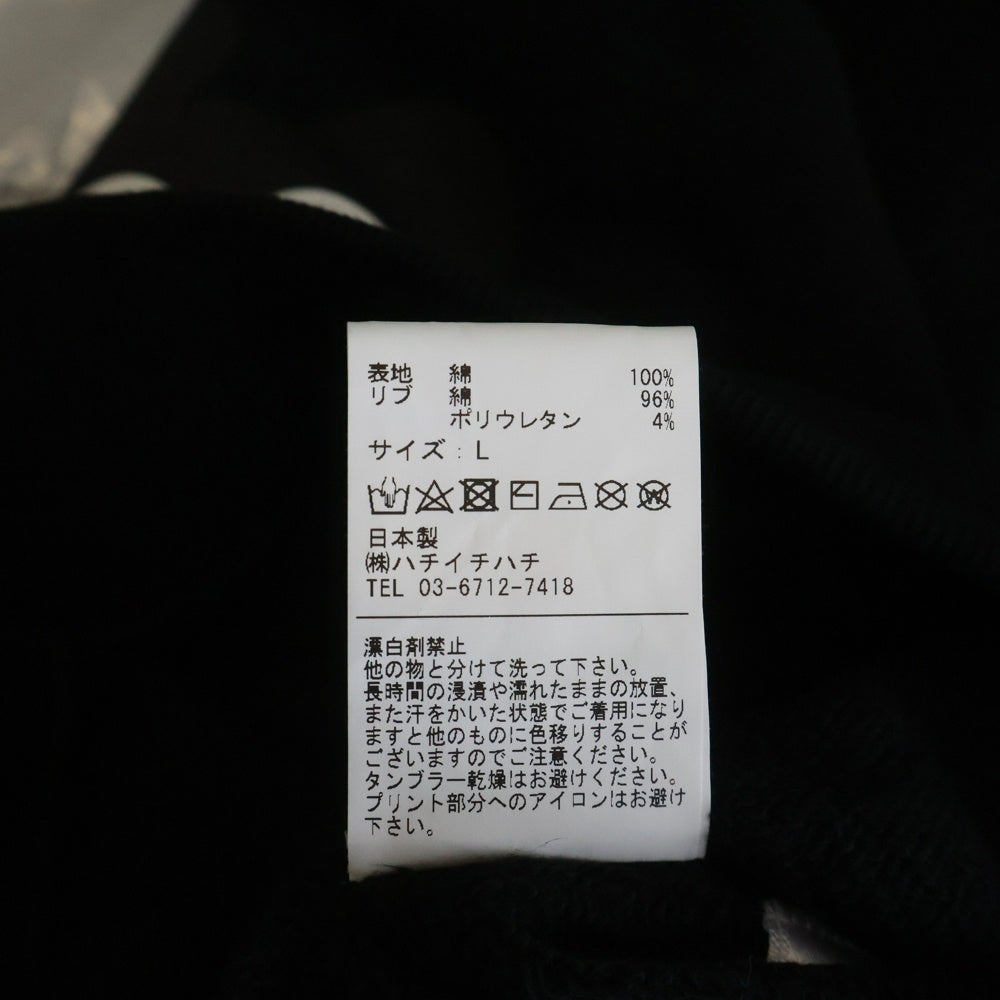 表地 綿 100%
リブ 綿 96%
ポリウレタン 4%
サイズ : L
日本製
㈱ハチイチハチ
TEL 03-6712-7418
漂白剤禁止
他の物と分けて洗って下さい。
長時間の浸漬や濡れたままの放置、
また汗をかいた状態でご着用になり
ますと他のものに色移りすることが
ございますのでご注意ください。
タンブラー乾燥はお避けください。
プリント部分へのアイロンはお避け
下さい。